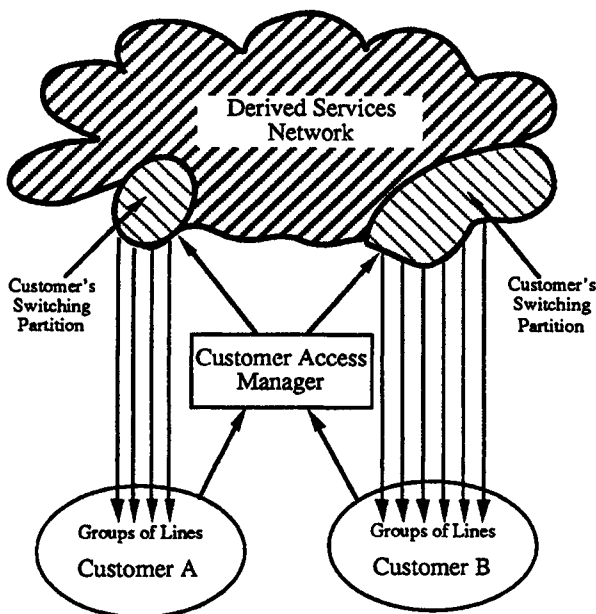 Derived Services
Network
Customer's
Switching
Partition
Customer's
Switching
Partition
Customer Access
Manager
Groups of Lines
Customer A
Groups of Lines
Customer B